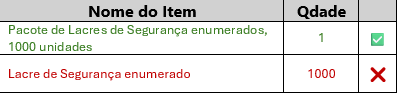 Nome do Item Qdade
Pacote de Lacres de Segurança enumerados,
1000 unidades 1 ✅
Lacre de Segurança enumerado 1000 ❌